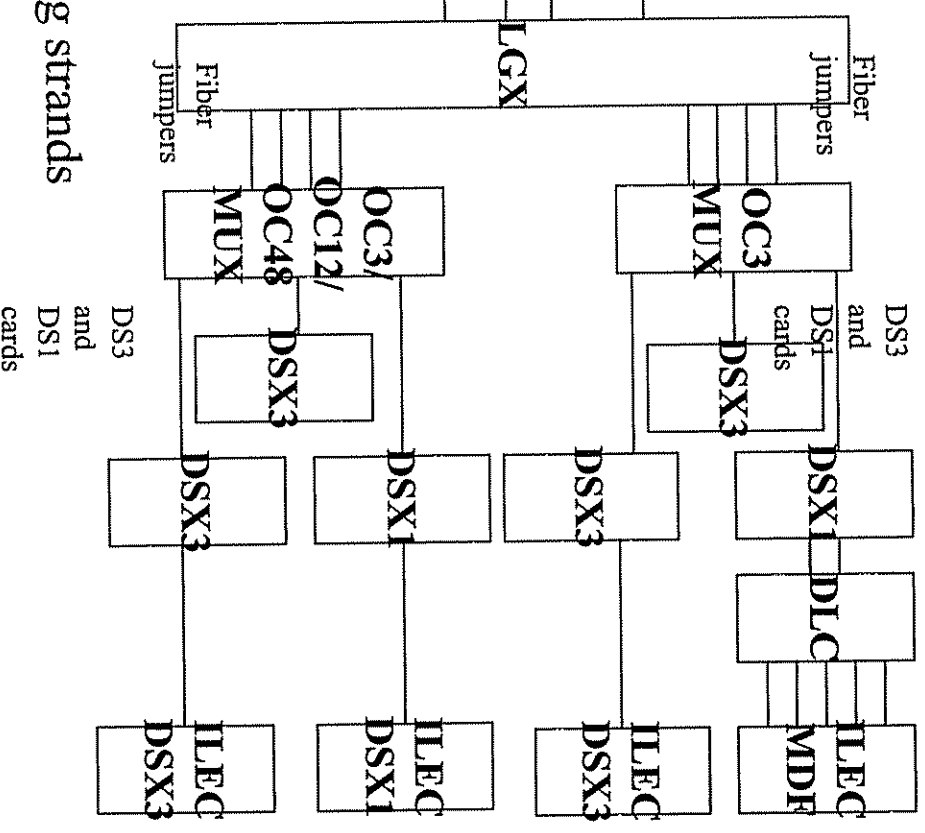 Fiber
jumpers
OC3
MUX
DS3
and
DS1
cards
DSX3
DSX1
DLC
ILEC
MDF
DSX3
ILEC
DSX3
LGX
Fiber
jumpers
OC3/
OC12/
OC48
MUX
DSX3
DSX1
ILEC
DSX1
DSX3
ILEC
DSX3
DS3
and
DS1
cards
g strands